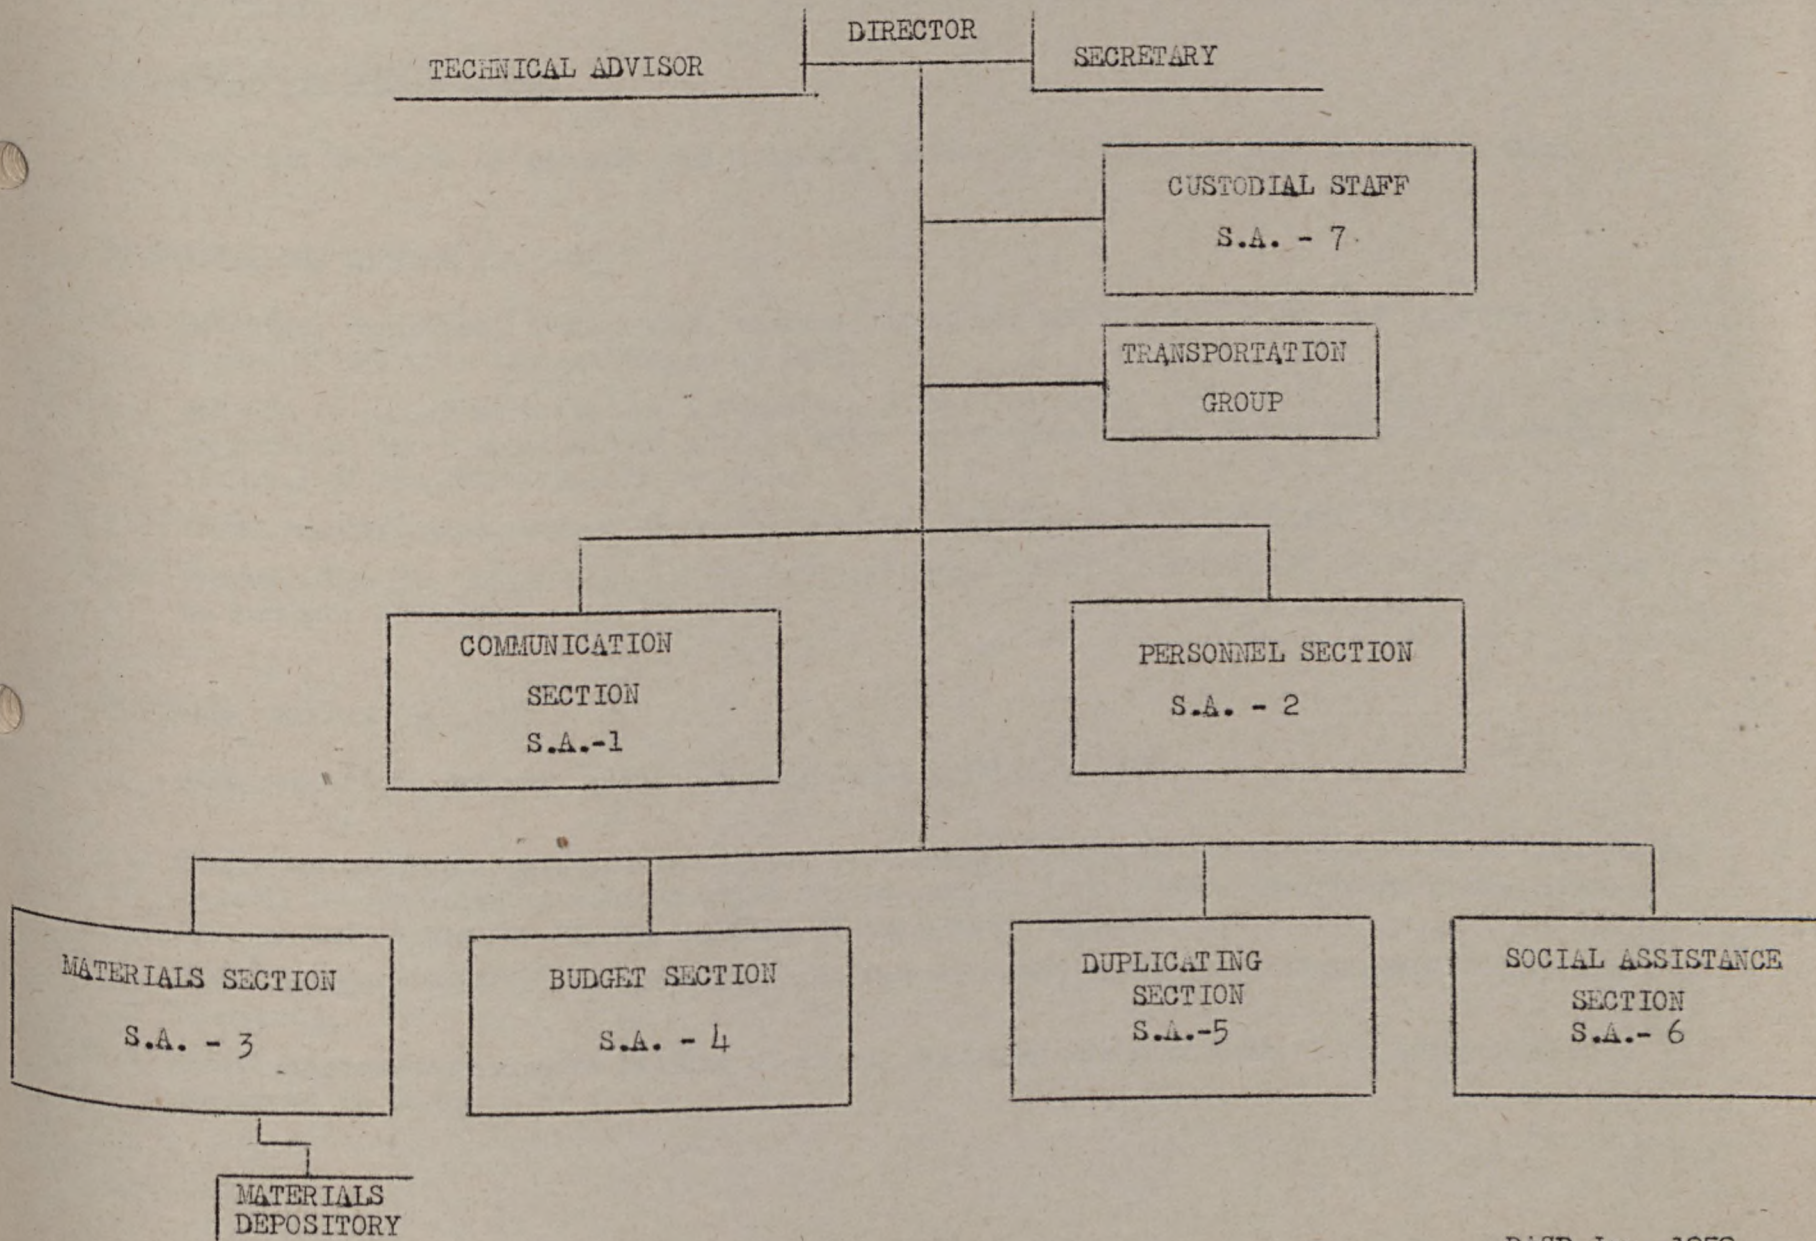 DIRECTOR
TECHNICAL ADVISOR
SECRETARY
CUSTODIAL STAFF
S.A. - 7
TRANSPORTATION
GROUP
COMMUNICATION
SECTION
S.A.-1
PERSONNEL SECTION
S.A. - 2
MATERIALS SECTION
S.A. - 3
BUDGET SECTION
S.A. - 4
DUPLICATING
SECTION
S.A.-5
SOCIAL ASSISTANCE
SECTION
S.A.- 6
MATERIALS
DEPOSITORY